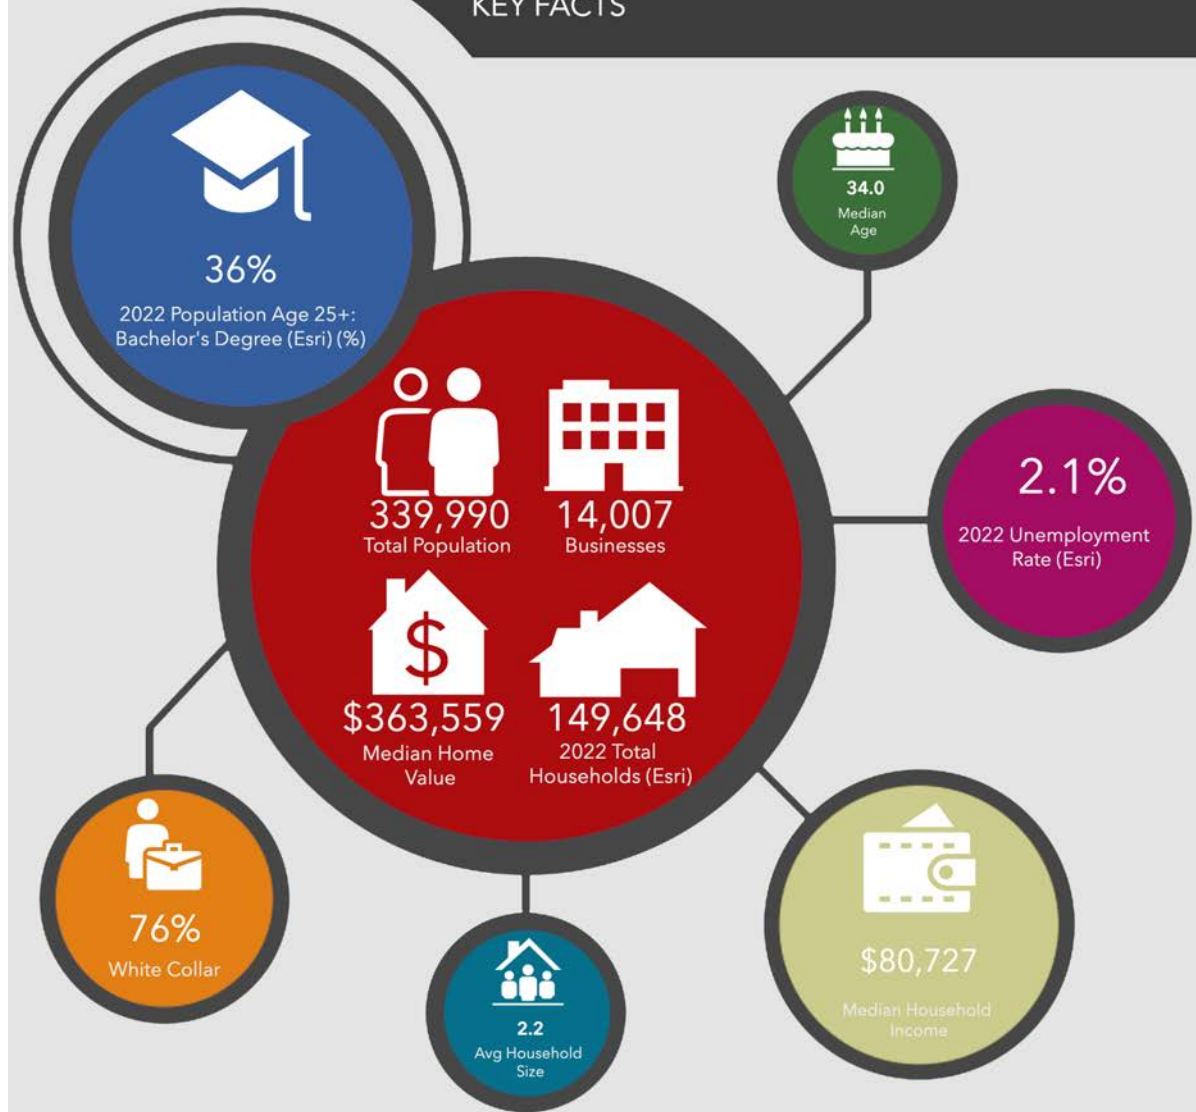 KEY FACTS
36%
2022 Population Age 25+:
Bachelor's Degree (Esri) (%)
34.0
Median
Age
339,990
Total Population
14,007
Businesses
2.1%
2022 Unemployment
Rate (Esri)
$
$363,559
Median Home
Value
149,648
2022 Total
Households (Esri)
76%
White Collar
2.2
Avg Household
Size
$80,727
Median Household
Income